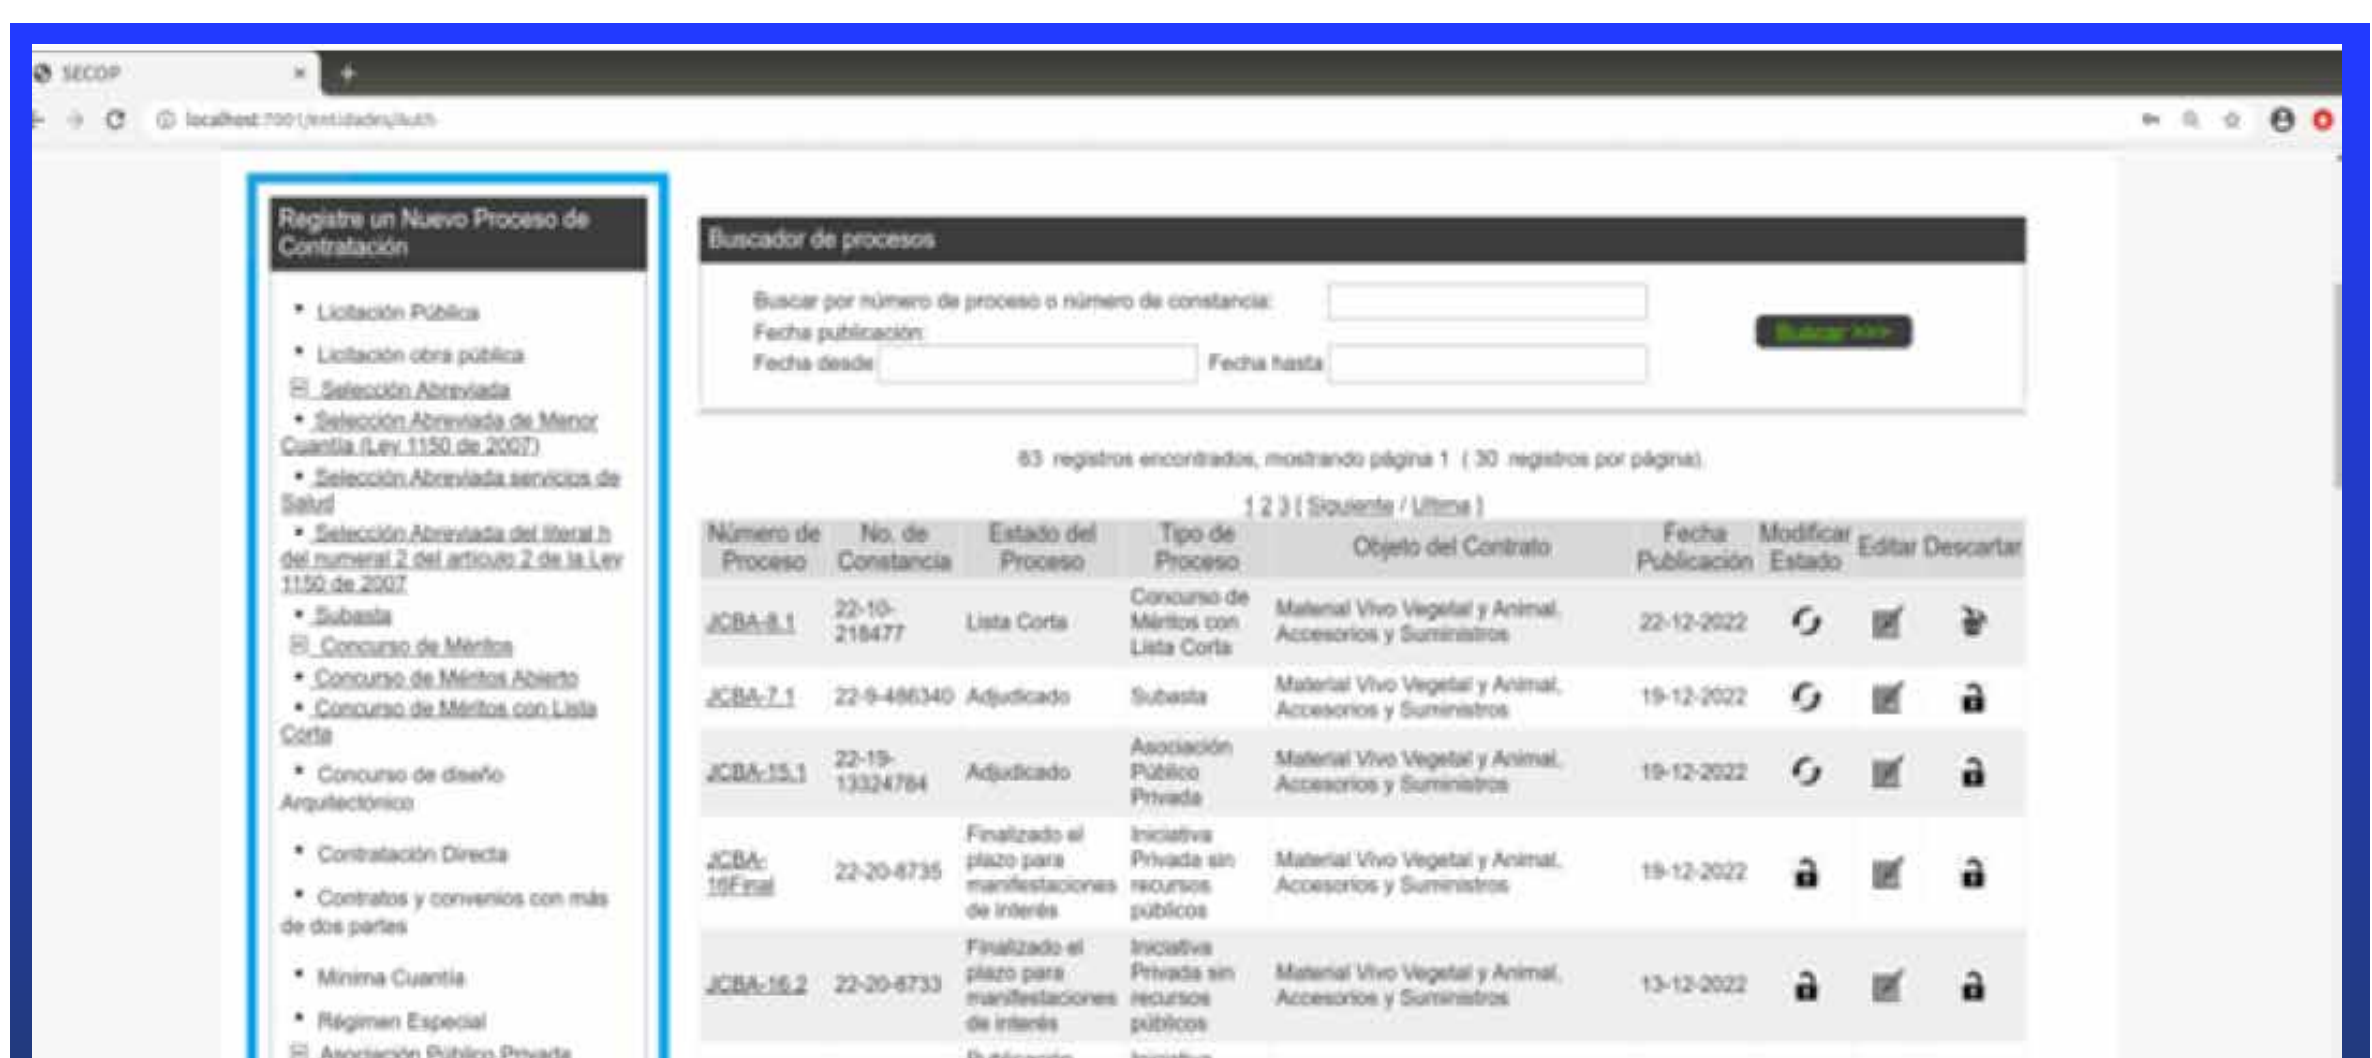 SECOP
localhost:7001/entidades/Auth
Registre un Nuevo Proceso de
Contratación
• Licitación Pública
• Licitación obra pública
Selección Abreviada
• Selección Abreviada de Menor
Cuantía (Ley 1150 de 2007)
• Selección Abreviada servicios de
Salud
• Selección Abreviada del literal h
del numeral 2 del artículo 2 de la Ley
1150 de 2007
• Subasta
Concurso de Méritos
• Concurso de Méritos Abierto
• Concurso de Méritos con Lista
Corta
• Concurso de diseño
Arquitectónico
• Contratación Directa
• Contratos y convenios con más
de dos partes
• Mínima Cuantía
• Régimen Especial
Asociación Público Privada
Buscador de procesos
Buscar por número de proceso o número de constancia:
Fecha publicación:
Fecha desde Fecha hasta
Buscar >>>
63 registros encontrados, mostrando página 1 ( 30 registros por página).
1 2 3 [ Siguiente / Ultima ]
Número de Proceso No. de Constancia Estado del Proceso Tipo de Proceso Objeto del Contrato Fecha Publicación Modificar Estado Editar Descartar
JCBA-8.1 22-10-218477 Lista Corta Concurso de Méritos con Lista Corta Material Vivo Vegetal y Animal, Accesorios y Suministros 22-12-2022
JCBA-7.1 22-9-486340 Adjudicado Subasta Material Vivo Vegetal y Animal, Accesorios y Suministros 19-12-2022
JCBA-15.1 22-19-13324784 Adjudicado Asociación Público Privada Material Vivo Vegetal y Animal, Accesorios y Suministros 19-12-2022
JCBA-16Final 22-20-8735 Finalizado el plazo para manifestaciones de interés Iniciativa Privada sin recursos públicos Material Vivo Vegetal y Animal, Accesorios y Suministros 19-12-2022
JCBA-16.2 22-20-8733 Finalizado el plazo para manifestaciones de interés Iniciativa Privada sin recursos públicos Material Vivo Vegetal y Animal, Accesorios y Suministros 13-12-2022